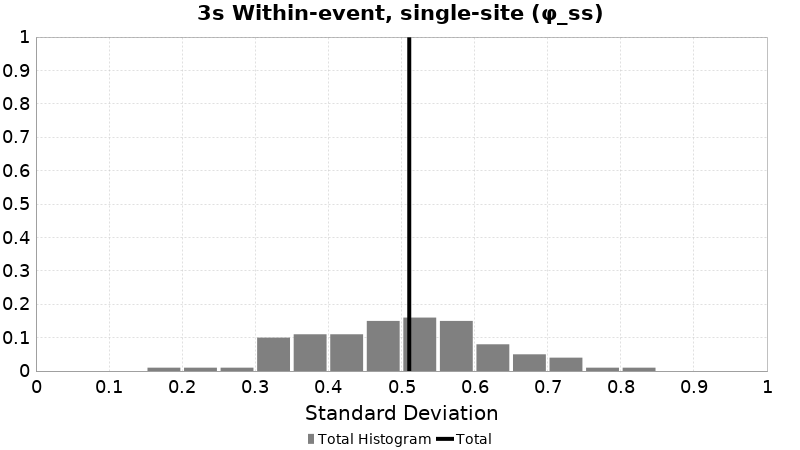 3s Within-event, single-site (φ_ss)
1
0.9
0.8
0.7
0.6
0.5
0.4
0.3
0.2
0.1
0
0 0.1 0.2 0.3 0.4 0.5 0.6 0.7 0.8 0.9 1
Standard Deviation
Total Histogram Total